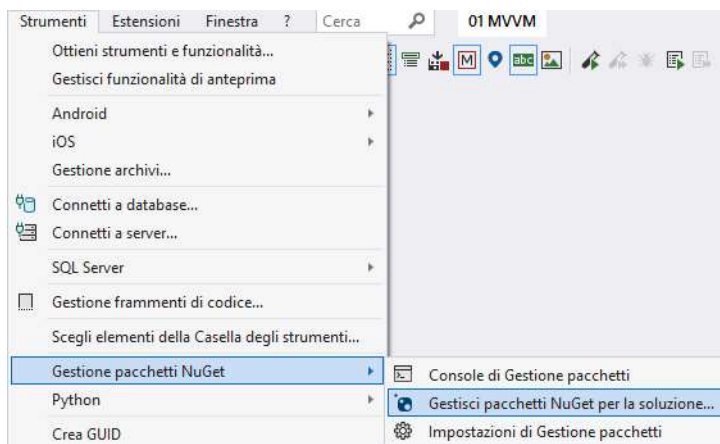 Strumenti Estensioni Finestra ? Cerca 01 MVVM
Ottieni strumenti e funzionalità...
Gestisci funzionalità di anteprima
M abc
Android
iOS
Gestione archivi...
Connetti a database...
Connetti a server...
SQL Server
Gestione frammenti di codice...
Scegli elementi della Casella degli strumenti...
Gestione pacchetti NuGet
Console di Gestione pacchetti
Python
Gestisci pacchetti NuGet per la soluzione...
Crea GUID
Impostazioni di Gestione pacchetti